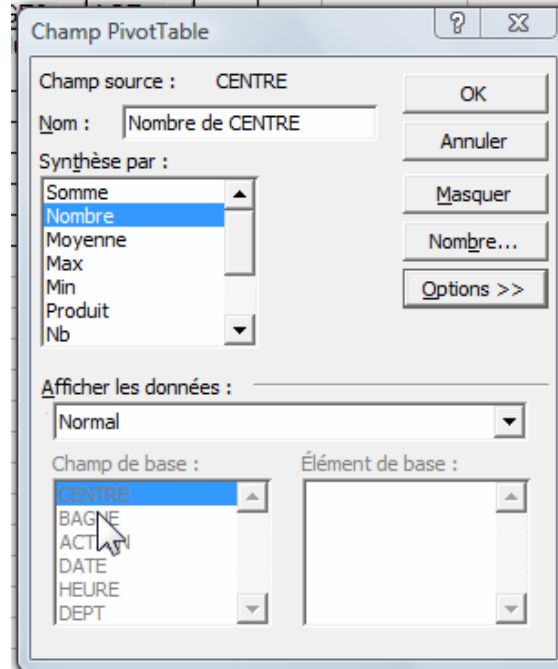 Champ PivotTable
Champ source : CENTRE
OK
Nom : Nombre de CENTRE
Annuler
Synthèse par :
Somme
Masquer
Nombre
Moyenne
Nombre...
Max
Min
Options >>
Produit
Nb
Afficher les données :
Normal
Champ de base : Élément de base :
CENTRE
DATE
HEURE
DEPT